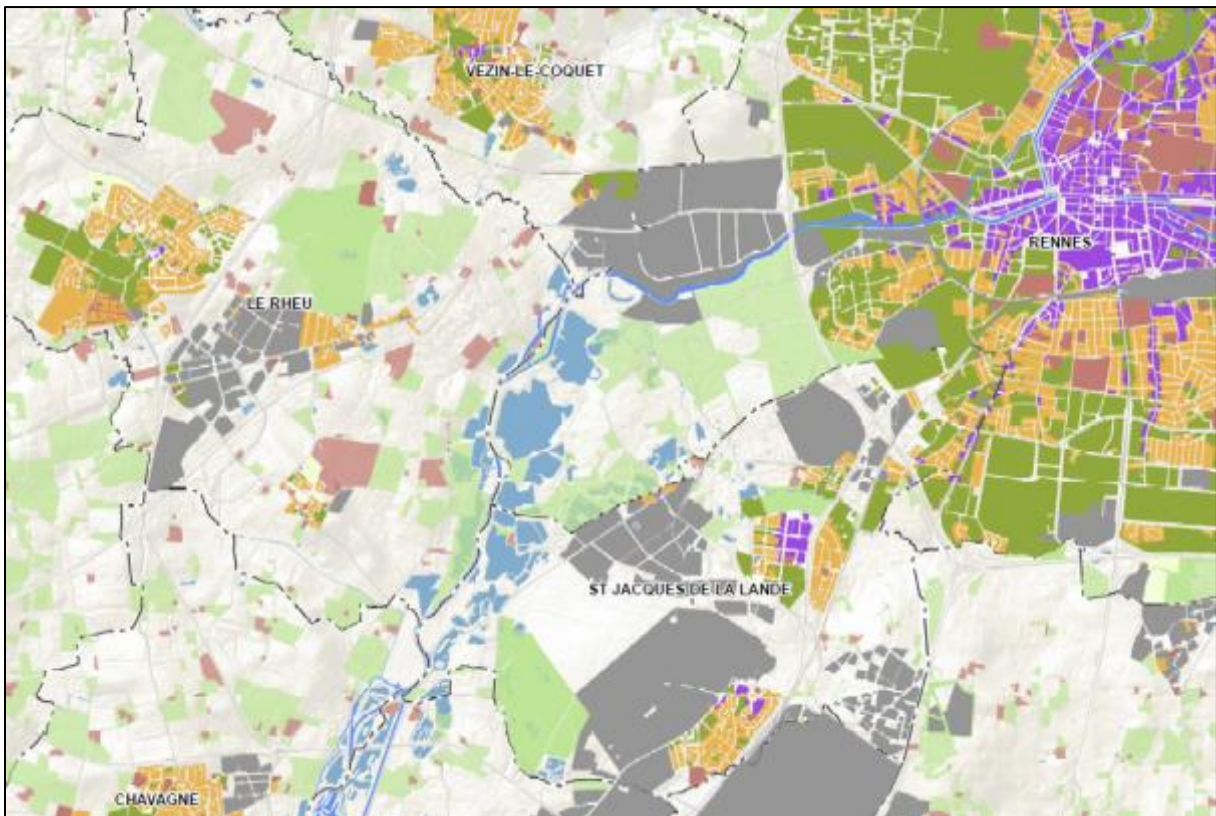 VEZIN-LE-COQUET
RENNES
LE RHEU
ST JACQUES DE LA LANDE
CHAVAGNE